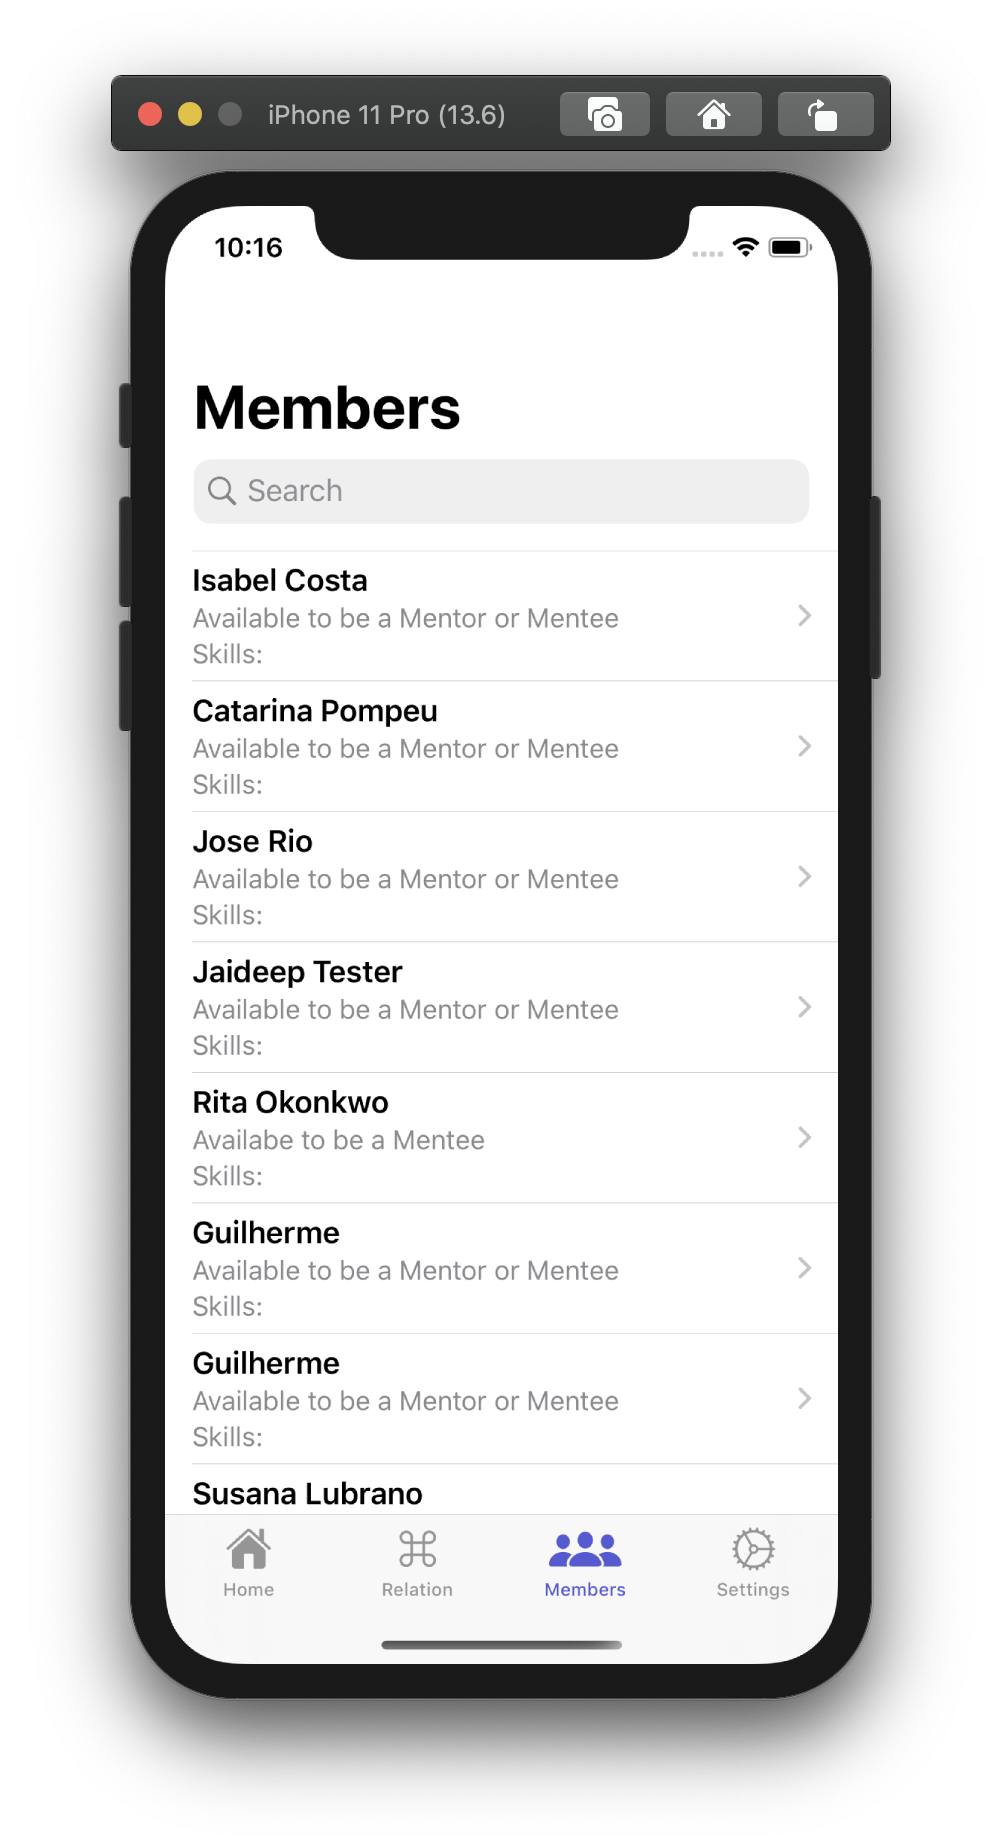 iPhone 11 Pro (13.6)
10:16
Members
Search
Isabel Costa
Available to be a Mentor or Mentee
Skills:
Catarina Pompeu
Available to be a Mentor or Mentee
Skills:
Jose Rio
Available to be a Mentor or Mentee
Skills:
Jaideep Tester
Available to be a Mentor or Mentee
Skills:
Rita Okonkwo
Availabe to be a Mentee
Skills:
Guilherme
Available to be a Mentor or Mentee
Skills:
Guilherme
Available to be a Mentor or Mentee
Skills:
Susana Lubrano
Home
Relation
Members
Settings